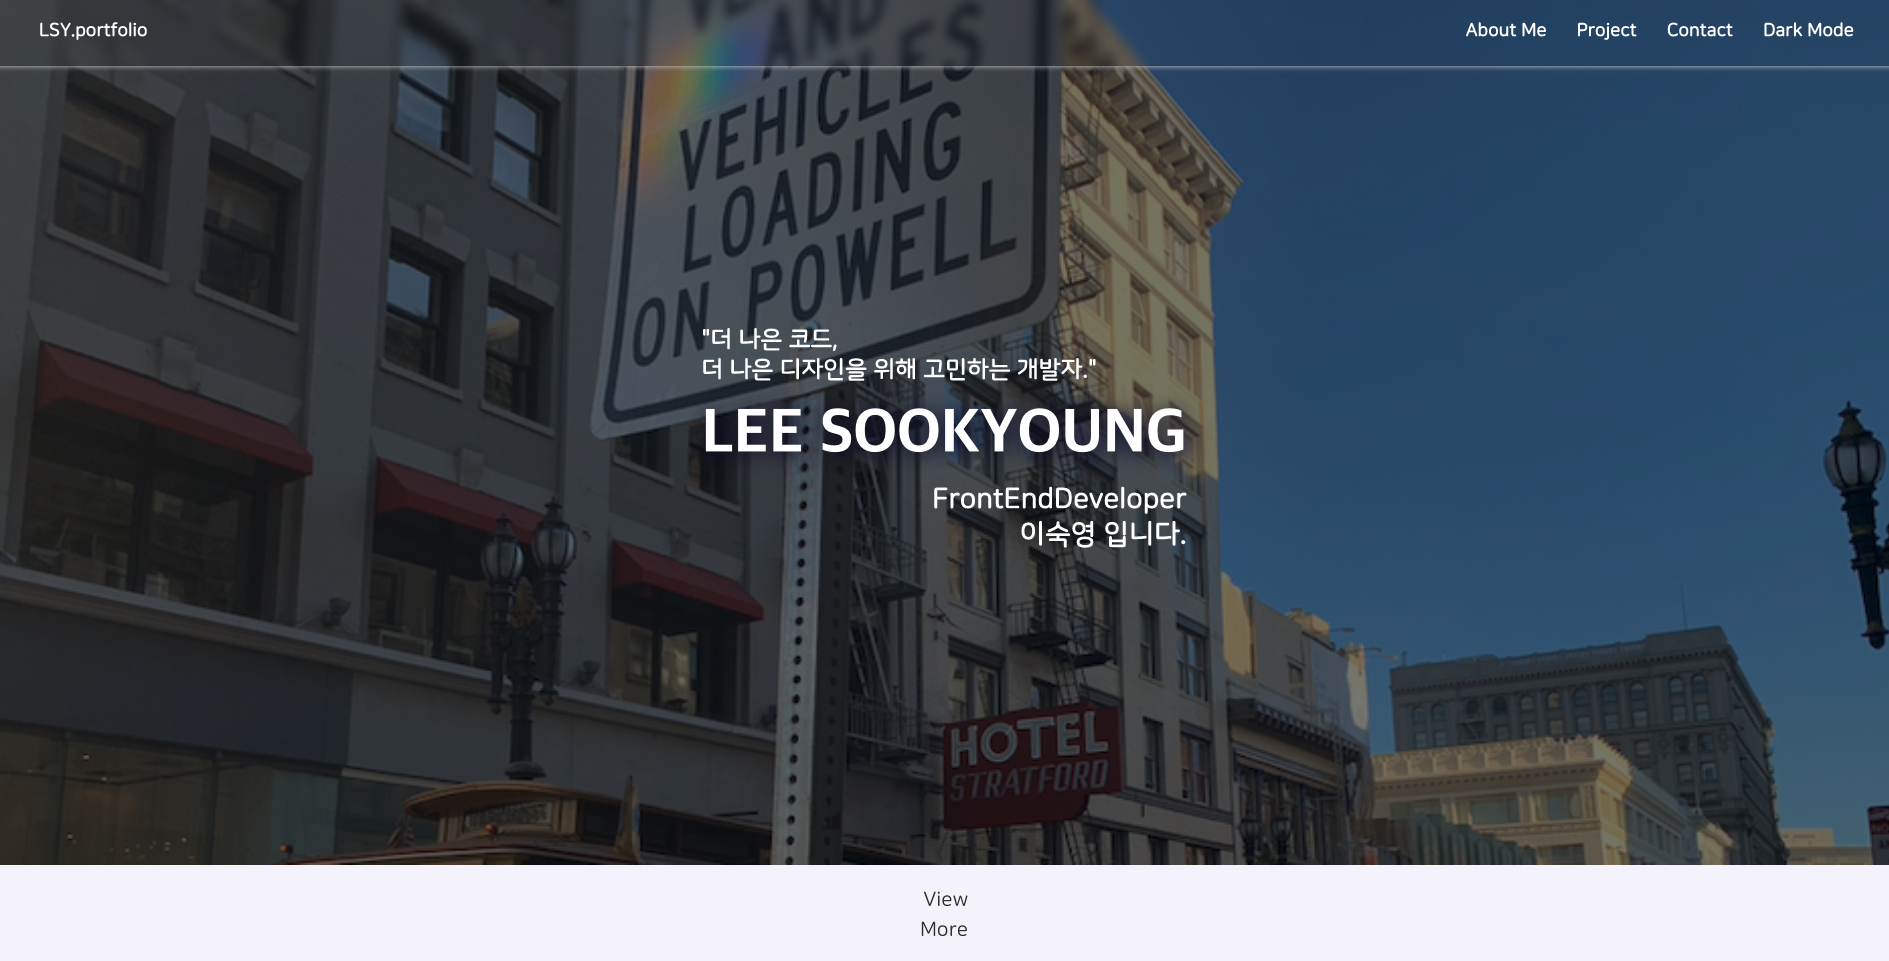 LSY.portfolio
About Me Project Contact Dark Mode
AND
VEHICLES
LOADING
ON POWELL
"더 나은 코드,
더 나은 디자인을 위해 고민하는 개발자."
LEE SOOKYOUNG
FrontEndDeveloper
이숙영 입니다.
HOTEL
STRATFORD
View
More